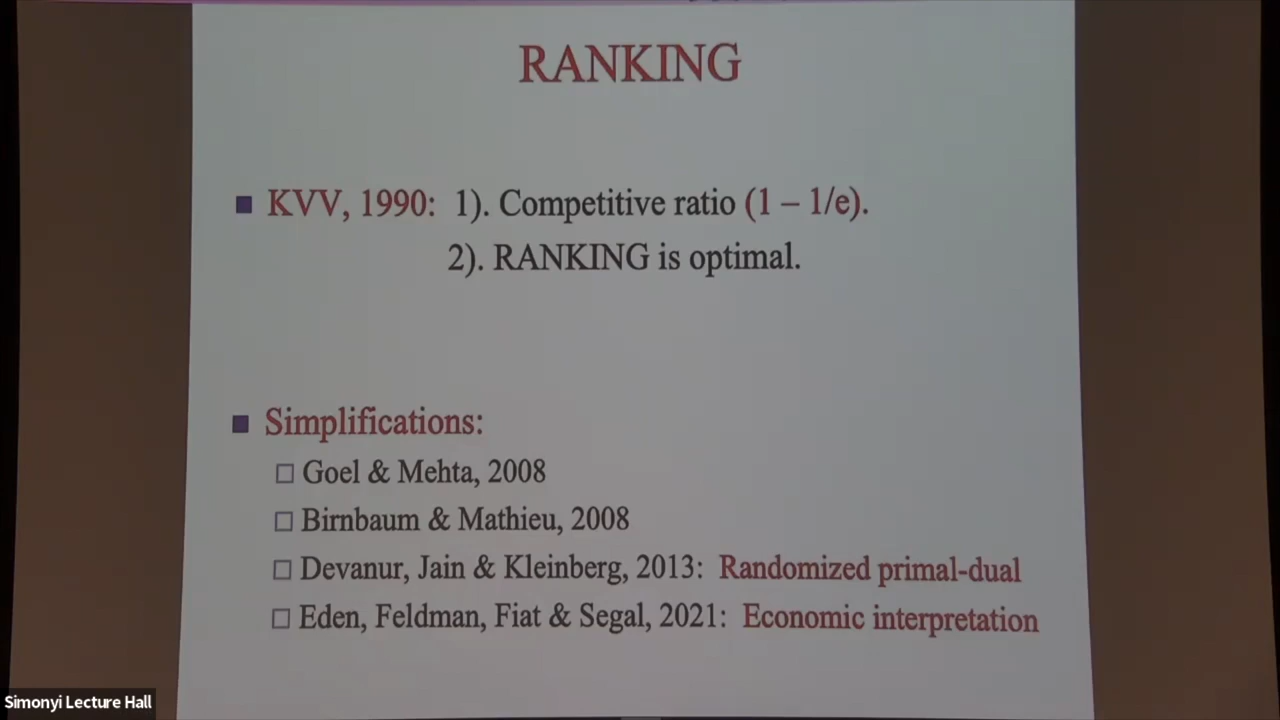 RANKING
KVV, 1990: 1). Competitive ratio (1 – 1/e).
2). RANKING is optimal.
Simplifications:
Goel & Mehta, 2008
Birnbaum & Mathieu, 2008
Devanur, Jain & Kleinberg, 2013: Randomized primal-dual
Eden, Feldman, Fiat & Segal, 2021: Economic interpretation
Simonyi Lecture Hall